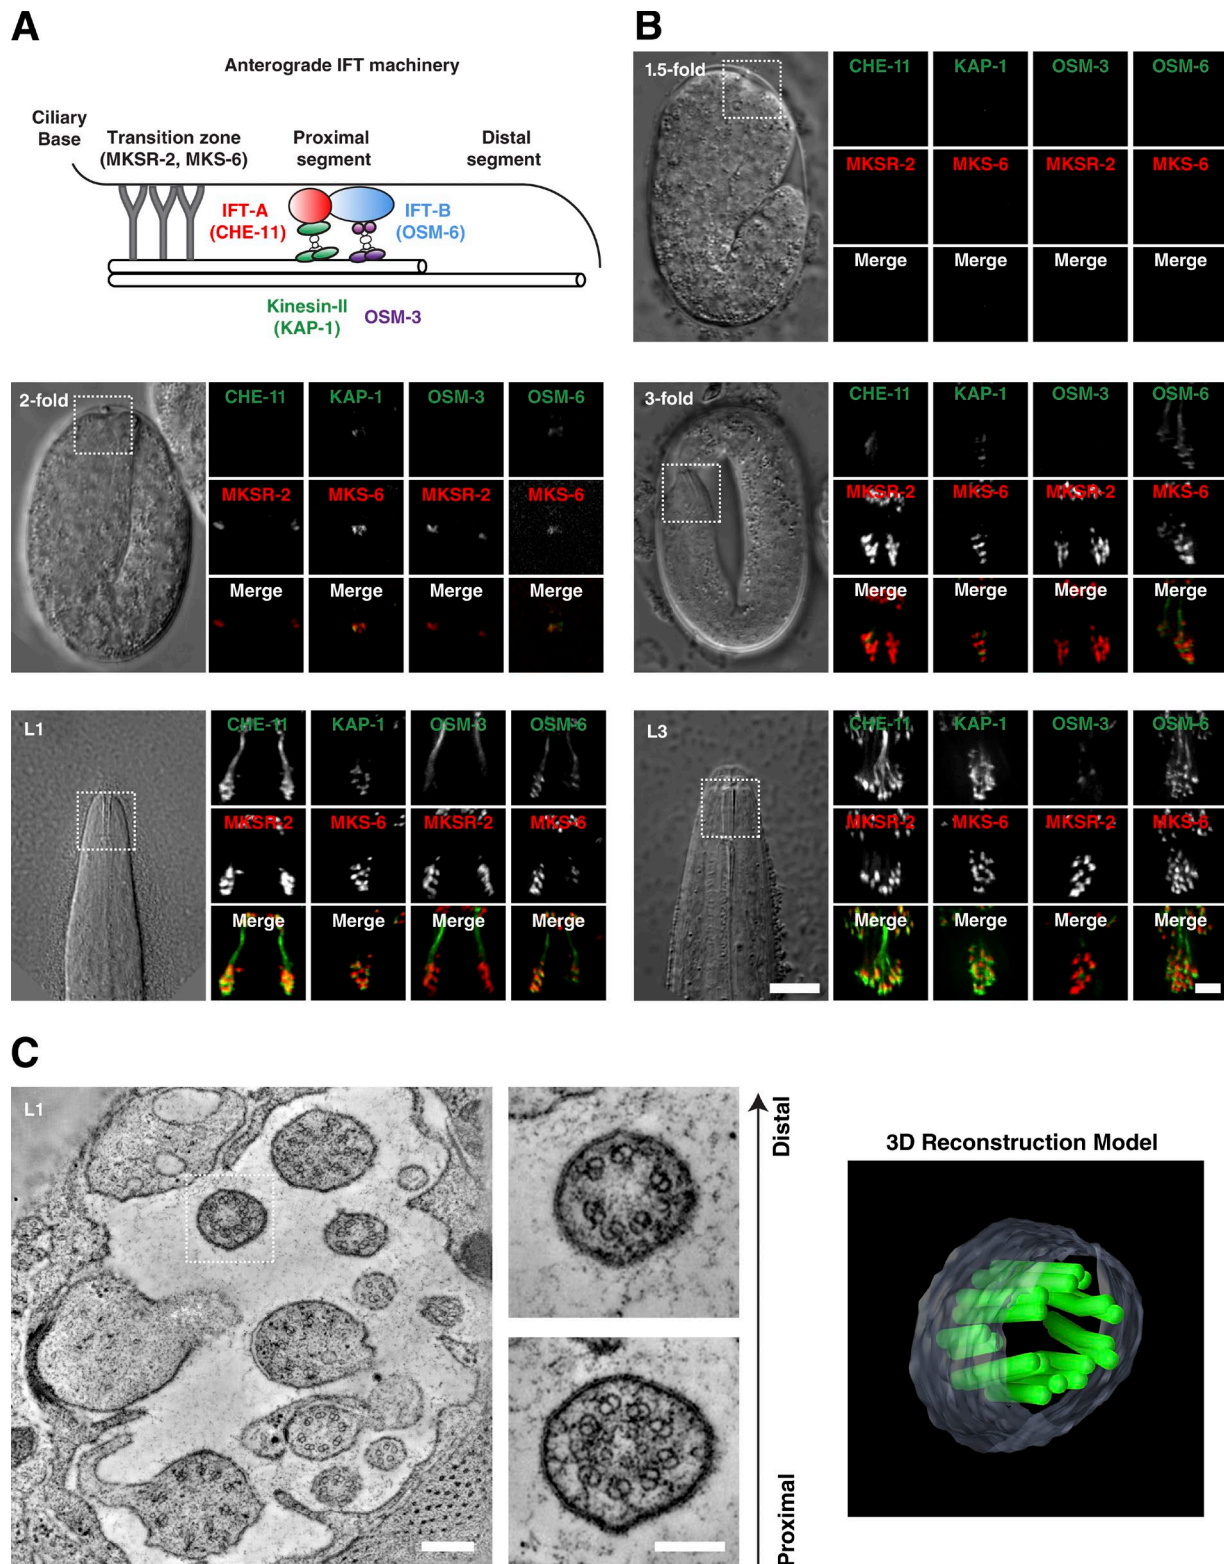 A
Anterograde IFT machinery
Ciliary
Base
Transition zone
(MKSR-2, MKS-6)
Proximal
segment
Distal
segment
IFT-A
(CHE-11)
IFT-B
(OSM-6)
Kinesin-II
(KAP-1)
OSM-3
B
1.5-fold
CHE-11 KAP-1 OSM-3 OSM-6
MKSR-2 MKS-6 MKSR-2 MKS-6
Merge Merge Merge Merge
2-fold
CHE-11 KAP-1 OSM-3 OSM-6
MKSR-2 MKS-6 MKSR-2 MKS-6
Merge Merge Merge Merge
3-fold
CHE-11 KAP-1 OSM-3 OSM-6
MKSR-2 MKS-6 MKSR-2 MKS-6
Merge Merge Merge Merge
L1
CHE-11 KAP-1 OSM-3 OSM-6
MKSR-2 MKS-6 MKSR-2 MKS-6
Merge Merge Merge Merge
L3
CHE-11 KAP-1 OSM-3 OSM-6
MKSR-2 MKS-6 MKSR-2 MKS-6
Merge Merge Merge Merge
C
L1
Distal
Proximal
3D Reconstruction Model